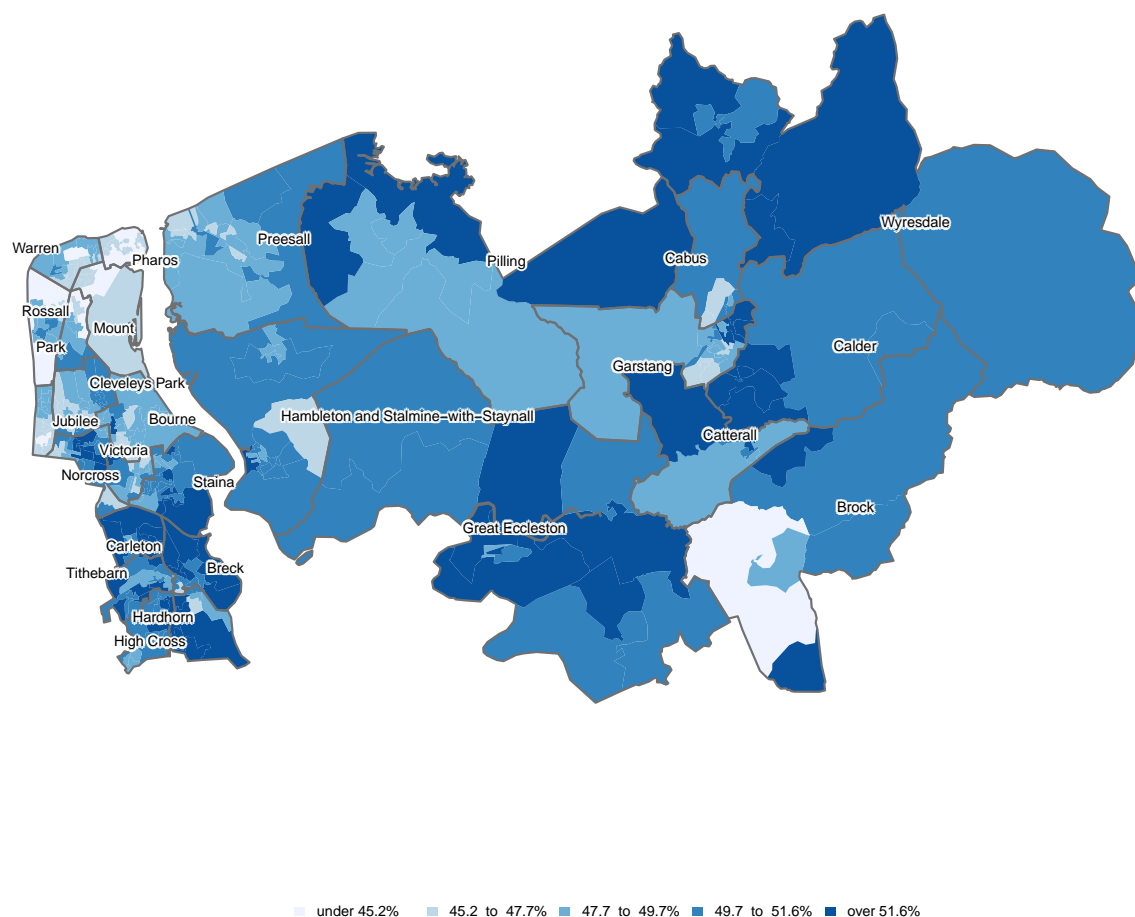 Warren
Pharos
Preesall
Wyresdale
Pilling
Cabus
Rossall
Mount
Park
Calder
Garstang
Cleveleys Park
Hambleton and Stalmine−with−Staynall
Jubilee
Bourne
Catterall
Victoria
Norcross
Staina
Brock
Great Eccleston
Carleton
Tithebarn
Breck
Hardhorn
High Cross
under 45.2% 45.2 to 47.7% 47.7 to 49.7% 49.7 to 51.6% over 51.6%